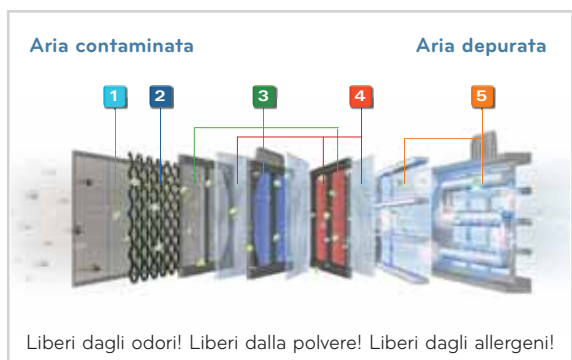 Aria contaminata
Aria depurata
1
2
3
4
5
Liberi dagli odori! Liberi dalla polvere! Liberi dagli allergeni!